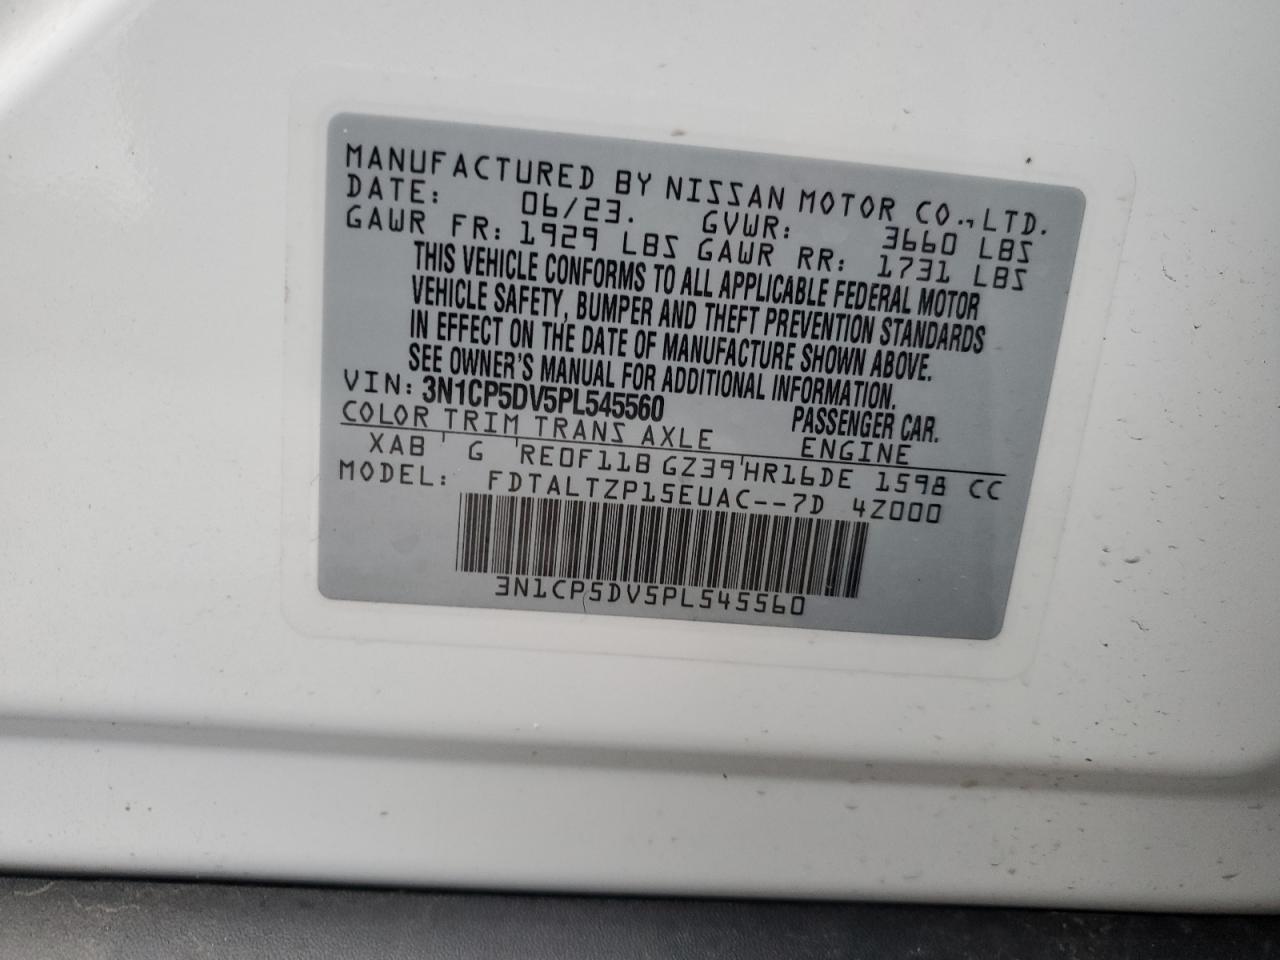 MANUFACTURED BY NISSAN MOTOR CO.,LTD.
DATE: 06/23. GVWR: 3660 LBS
GAWR FR: 1929 LBS GAWR RR: 1731 LBS
THIS VEHICLE CONFORMS TO ALL APPLICABLE FEDERAL MOTOR
VEHICLE SAFETY, BUMPER AND THEFT PREVENTION STANDARDS
IN EFFECT ON THE DATE OF MANUFACTURE SHOWN ABOVE.
SEE OWNER'S MANUAL FOR ADDITIONAL INFORMATION.
VIN: 3N1CP5DV5PL545560 PASSENGER CAR.
COLOR TRIM TRANS AXLE ENGINE
XAB ' G 'RE0F11B GZ39'HR16DE 1598 CC
MODEL: FDTALTZP15EUAC--7D 4Z000
3N1CP5DV5PL545560